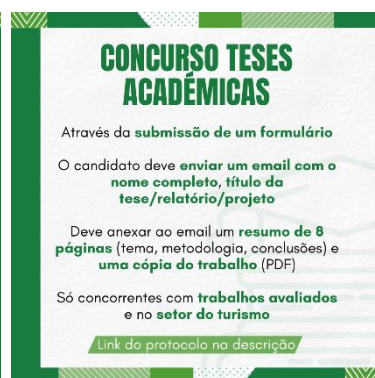 CONCURSO TESES
ACADÉMICAS
Através da submissão de um formulário
O candidato deve enviar um email com o
nome completo, título da
tese/relatório/projeto
Deve anexar ao email um resumo de 8
páginas (tema, metodologia, conclusões) e
uma cópia do trabalho (PDF)
Só concorrentes com trabalhos avaliados
e no setor do turismo
Link do protocolo na descrição